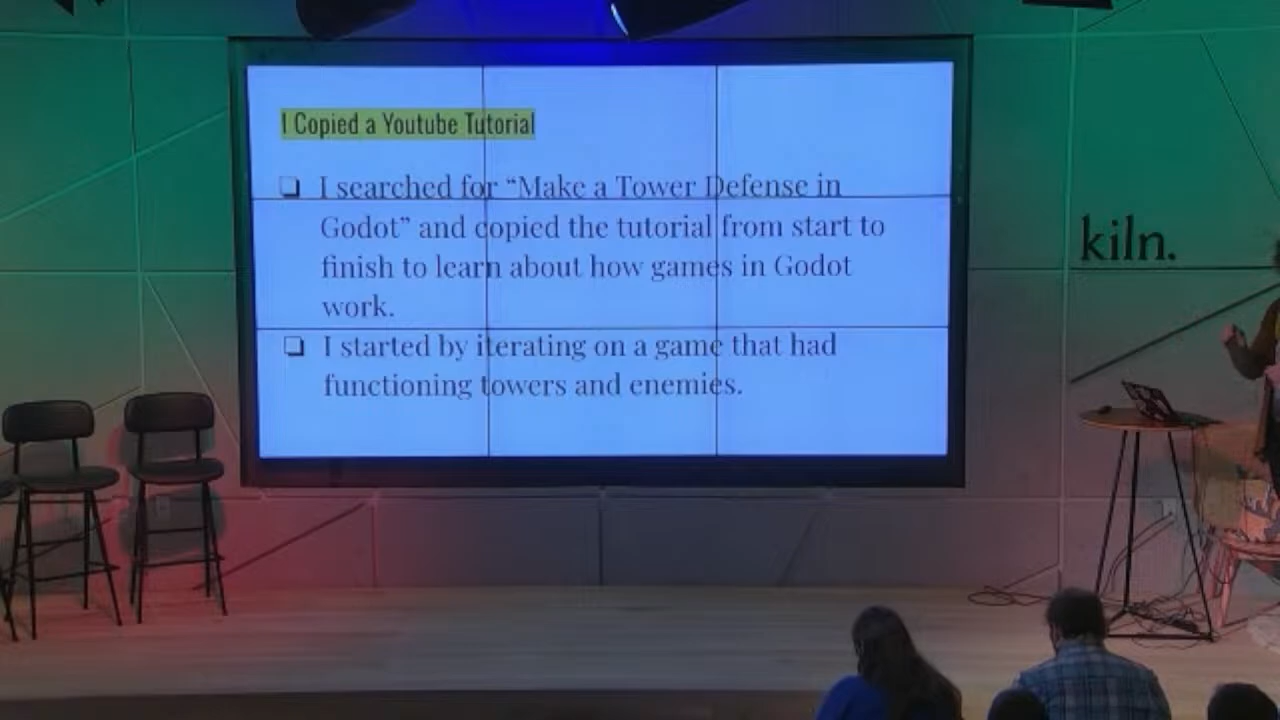 I Copied a Youtube Tutorial
❏ I searched for “Make a Tower Defense in
Godot” and copied the tutorial from start to
finish to learn about how games in Godot
work.
❏ I started by iterating on a game that had
functioning towers and enemies.
kiln.